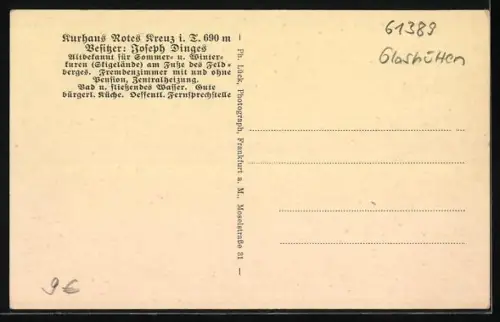 Kurhaus Rotes Kreuz i. T. 690 m
Besitzer: Joseph Dinges
Altbekannt für Sommer- u. Winter-
kuren (Skigelände) am Fuße des Feld-
berges. Fremdenzimmer mit und ohne
Pension, Zentralheizung.
Bad u. fließendes Wasser. Gute
bürgerl. Küche. Oeffentl. Fernsprechstelle
— Ph. Lück, Photograph, Frankfurt a. M., Moselstraße 31 —
61389
Glashütten
9€